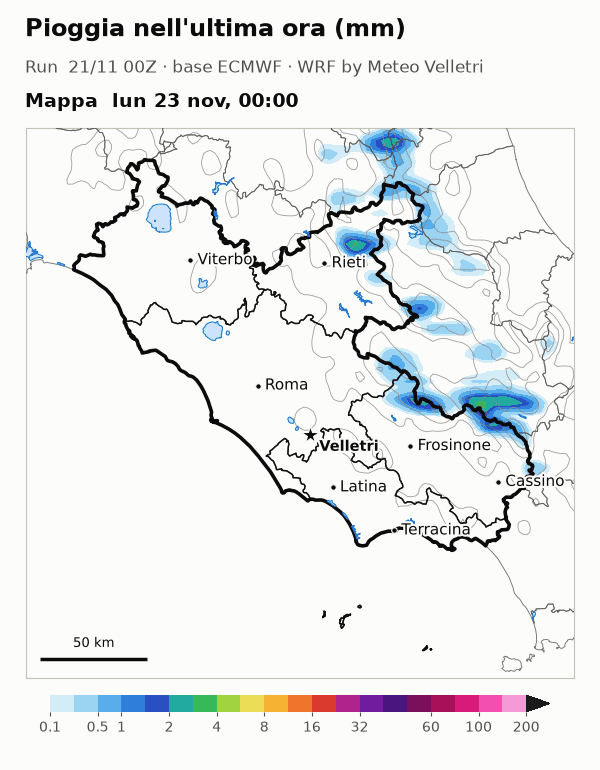 Pioggia nell'ultima ora (mm)
Run  21/11 00Z · base ECMWF · WRF by Meteo Velletri
Mappa  lun 23 nov, 00:00
Viterbo
Rieti
Roma
Velletri
Frosinone
Latina
Cassino
Terracina
50 km
0.1 0.5 1 2 4 8 16 32 60 100 200